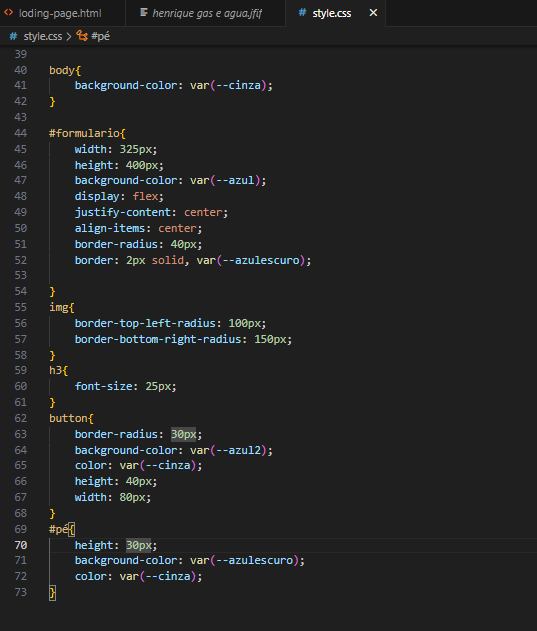 loding-page.html henrique gas e agua.jfif # style.css ×
# style.css > #pé
39
40 body{
41 background-color: var(--cinza);
42 }
43
44 #formulario{
45 width: 325px;
46 height: 400px;
47 background-color: var(--azul);
48 display: flex;
49 justify-content: center;
50 align-items: center;
51 border-radius: 40px;
52 border: 2px solid, var(--azulescuro);
53
54 }
55 img{
56 border-top-left-radius: 100px;
57 border-bottom-right-radius: 150px;
58 }
59 h3{
60 font-size: 25px;
61 }
62 button{
63 border-radius: 30px;
64 background-color: var(--azul2);
65 color: var(--cinza);
66 height: 40px;
67 width: 80px;
68 }
69 #pé{
70 height: 30px;
71 background-color: var(--azulescuro);
72 color: var(--cinza);
73 }